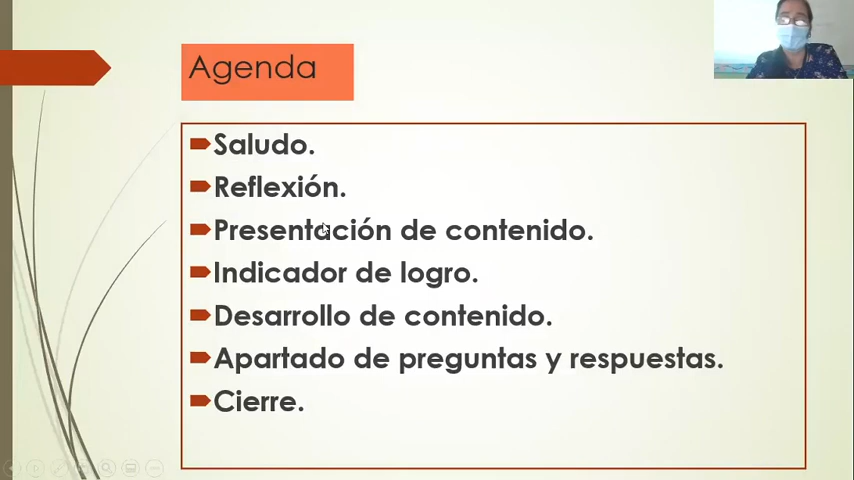 Agenda
Saludo.
Reflexión.
Presentación de contenido.
Indicador de logro.
Desarrollo de contenido.
Apartado de preguntas y respuestas.
Cierre.